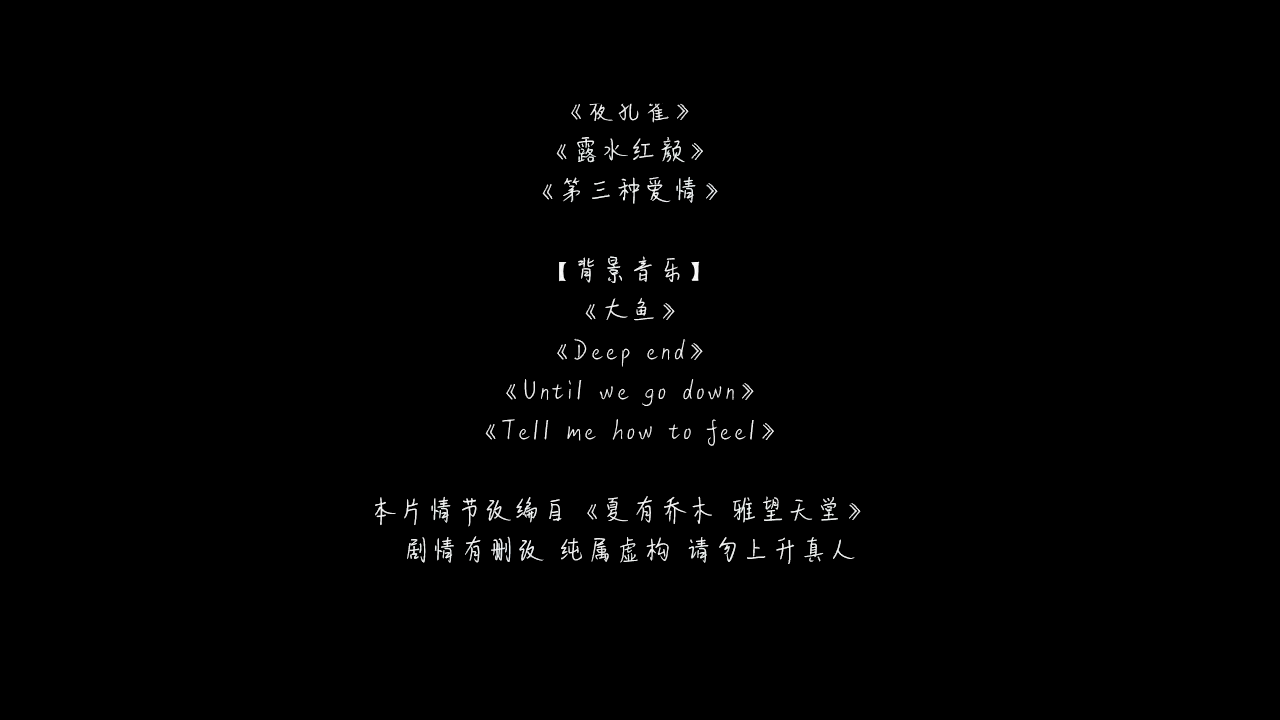 《夜孔雀》
《露水红颜》
《第三种爱情》
【背景音乐】
《大鱼》
《Deep end》
《Until we go down》
《Tell me how to feel》
本片情节改编自《夏有乔木 雅望天堂》
剧情有删改 纯属虚构 请勿上升真人